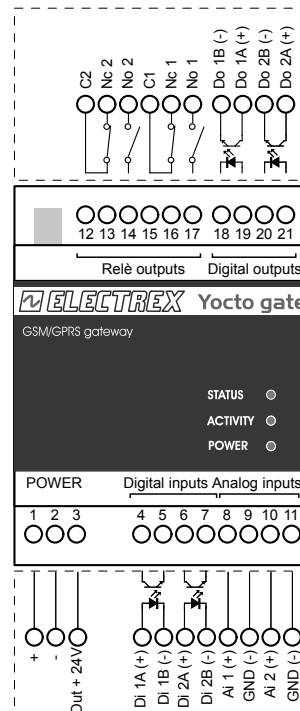 C2 Nc 2 No 2 C1 Nc 1 No 1 Do 1B (-) Do 1A (+) Do 2B (-) Do 2A (+)
12 13 14 15 16 17 18 19 20 21
Relè outputs Digital outputs
ELECTREX Yocto gate
GSM/GPRS gateway
STATUS
ACTIVITY
POWER
POWER Digital inputs Analog inputs
1 2 3 4 5 6 7 8 9 10 11
+ - Out + 24V Di 1A (+) Di 1B (-) Di 2A (+) Di 2B (-) Ai 1 (+) GND (-) Ai 2 (+) GND (-)